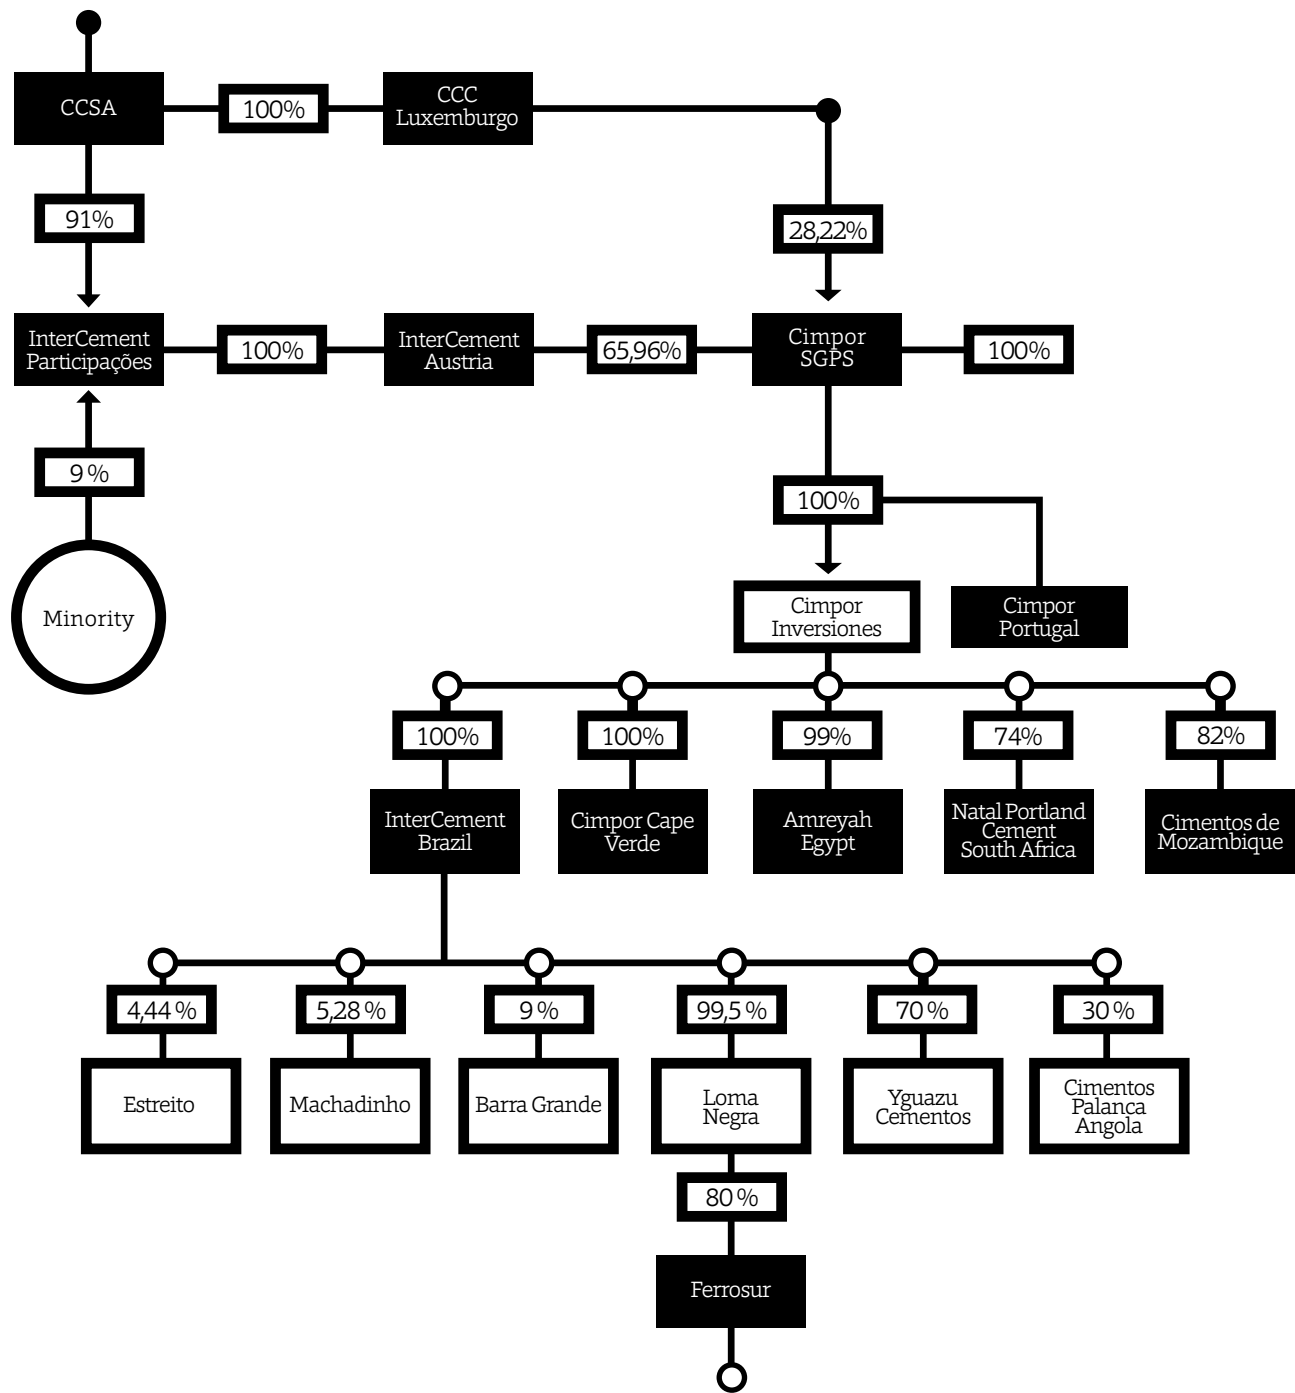 CCSA
100%
CCC
Luxemburgo
91%
28,22%
InterCement
Participações
100%
InterCement
Austria
65,96%
Cimpor
SGPS
100%
9 %
100%
Minority
Cimpor
Inversiones
Cimpor
Portugal
100%
100%
99%
74%
82%
InterCement
Brazil
Cimpor Cape
Verde
Amreyah
Egypt
Natal Portland
Cement
South Africa
Cimentos de
Mozambique
4,44 %
5,28 %
9 %
99,5 %
70 %
30 %
Estreito
Machadinho
Barra Grande
Loma
Negra
Yguazu
Cementos
Cimentos
Palanca
Angola
80 %
Ferrosur